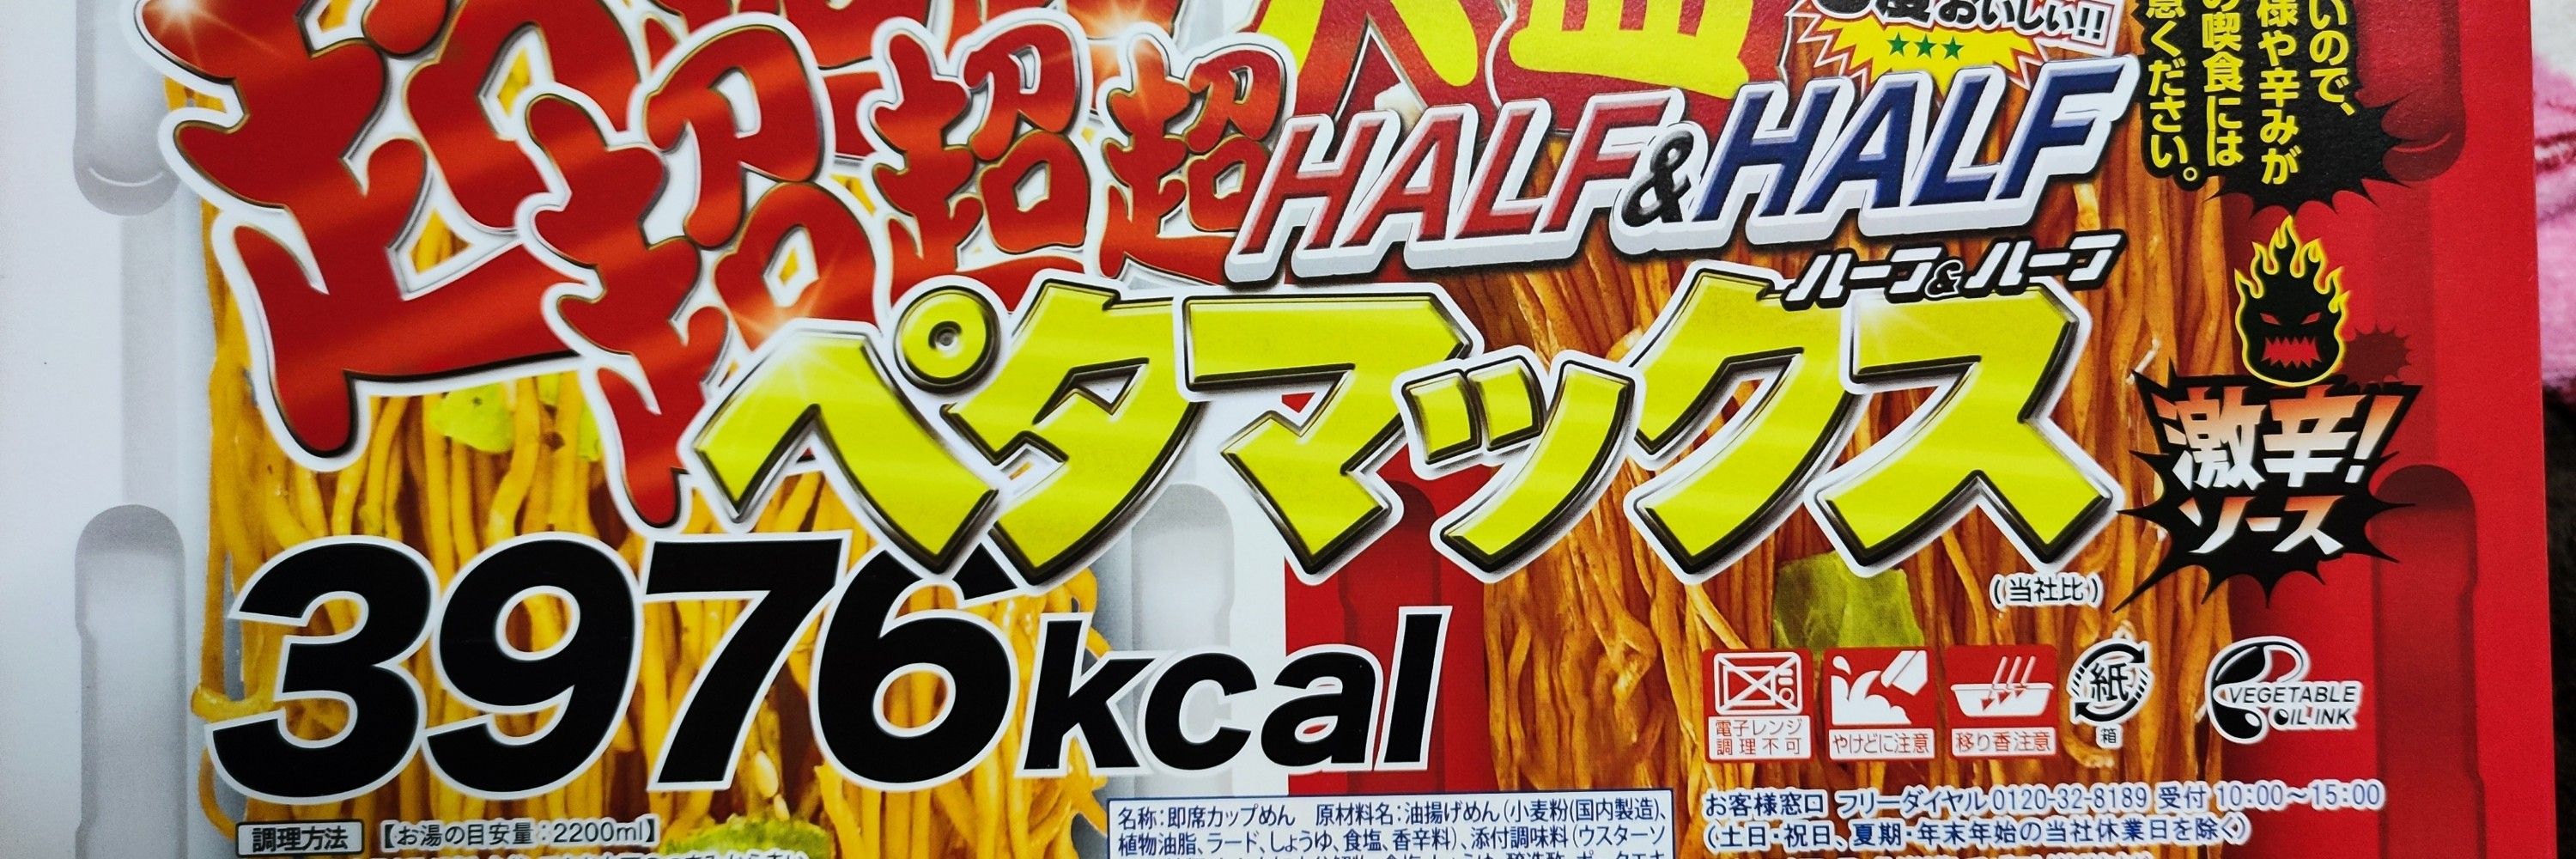 おいしい!!
いので、
様や辛みが
の喫食には
意ください。
超超超超
HALF&HALF
ハーフ&ハーフ
ペタマックス
激辛!
ソース
(当社比)
3976kcal
電子レンジ
調理不可
やけどに注意
移り香注意
紙
箱
VEGETABLE
OIL INK
調理方法 【お湯の目安量:2200ml】
名称:即席カップめん 原材料名:油揚げめん(小麦粉(国内製造)、
植物油脂、ラード、しょうゆ、食塩、香辛料)、添付調味料(ウスターソ
お客様窓口 フリーダイヤル0120-32-8189 受付 10:00～15:00
(土日・祝日、夏期・年末年始の当社休業日を除く)